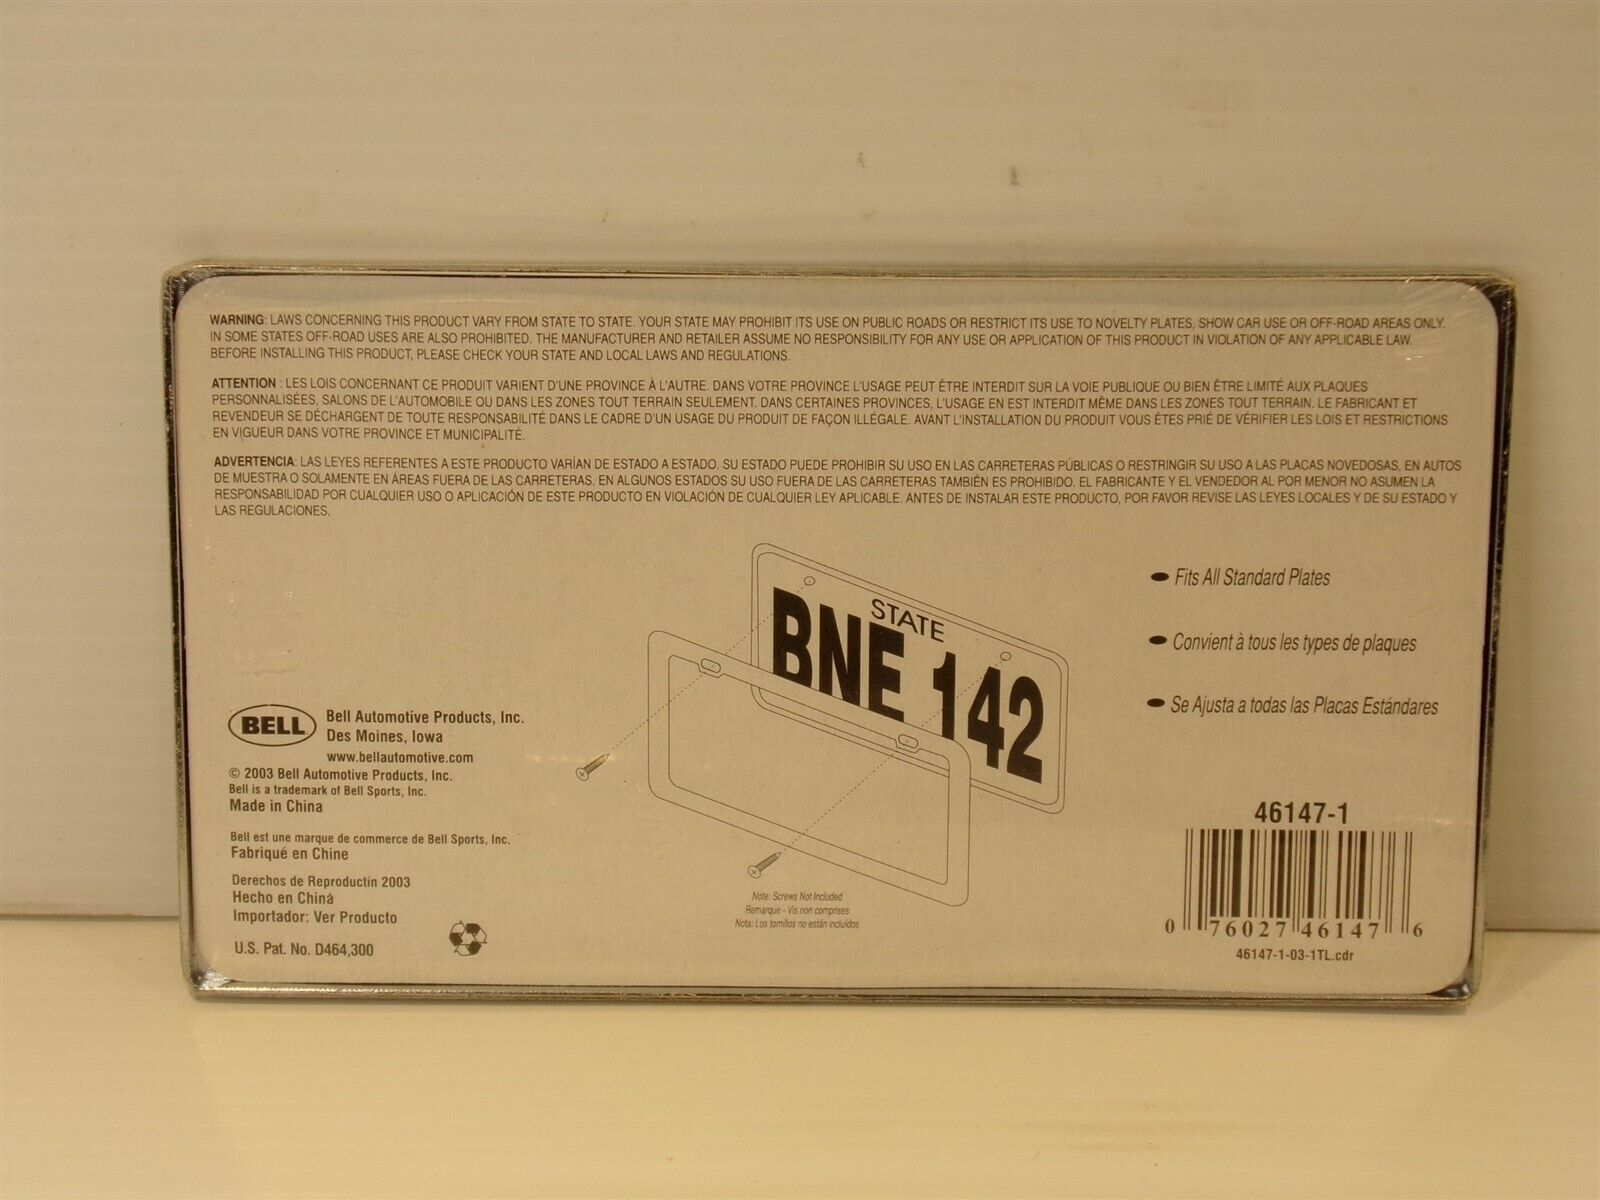 WARNING: LAWS CONCERNING THIS PRODUCT VARY FROM STATE TO STATE. YOUR STATE MAY PROHIBIT ITS USE ON PUBLIC ROADS OR RESTRICT ITS USE TO NOVELTY PLATES, SHOW CAR USE OR OFF-ROAD AREAS ONLY.
IN SOME STATES OFF-ROAD USES ARE ALSO PROHIBITED. THE MANUFACTURER AND RETAILER ASSUME NO RESPONSIBILITY FOR ANY USE OR APPLICATION OF THIS PRODUCT IN VIOLATION OF ANY APPLICABLE LAW.
BEFORE INSTALLING THIS PRODUCT, PLEASE CHECK YOUR STATE AND LOCAL LAWS AND REGULATIONS.
ATTENTION : LES LOIS CONCERNANT CE PRODUIT VARIENT D'UNE PROVINCE À L'AUTRE. DANS VOTRE PROVINCE L'USAGE PEUT ÊTRE INTERDIT SUR LA VOIE PUBLIQUE OU BIEN ÊTRE LIMITÉ AUX PLAQUES
PERSONNALISÉES, SALONS DE L'AUTOMOBILE OU DANS LES ZONES TOUT TERRAIN SEULEMENT. DANS CERTAINES PROVINCES, L'USAGE EN EST INTERDIT MÊME DANS LES ZONES TOUT TERRAIN. LE FABRICANT ET
REVENDEUR SE DÉCHARGENT DE TOUTE RESPONSABILITÉ DANS LE CADRE D'UN USAGE DU PRODUIT DE FAÇON ILLÉGALE. AVANT L'INSTALLATION DU PRODUIT VOUS ÊTES PRIÉ DE VÉRIFIER LES LOIS ET RESTRICTIONS
EN VIGUEUR DANS VOTRE PROVINCE ET MUNICIPALITÉ.
ADVERTENCIA: LAS LEYES REFERENTES A ESTE PRODUCTO VARÍAN DE ESTADO A ESTADO. SU ESTADO PUEDE PROHIBIR SU USO EN LAS CARRETERAS PÚBLICAS O RESTRINGIR SU USO A LAS PLACAS NOVEDOSAS, EN AUTOS
DE MUESTRA O SOLAMENTE EN ÁREAS FUERA DE LAS CARRETERAS. EN ALGUNOS ESTADOS SU USO FUERA DE LAS CARRETERAS TAMBIÉN ES PROHIBIDO. EL FABRICANTE Y EL VENDEDOR AL POR MENOR NO ASUMEN LA
RESPONSABILIDAD POR CUALQUIER USO O APLICACIÓN DE ESTE PRODUCTO EN VIOLACIÓN DE CUALQUIER LEY APLICABLE. ANTES DE INSTALAR ESTE PRODUCTO, POR FAVOR REVISE LAS LEYES LOCALES Y DE SU ESTADO Y
LAS REGULACIONES.
STATE
BNE 142
● Fits All Standard Plates
● Convient à tous les types de plaques
● Se Ajusta a todas las Placas Estándares
BELL
Bell Automotive Products, Inc.
Des Moines, Iowa
www.bellautomotive.com
© 2003 Bell Automotive Products, Inc.
Bell is a trademark of Bell Sports, Inc.
Made in China
Bell est une marque de commerce de Bell Sports, Inc.
Fabriqué en Chine
Derechos de Reproductin 2003
Hecho en Chinà
Importador: Ver Producto
U.S. Pat. No. D464,300
Note: Screws Not Included
Remarque - Vis non comprises
Nota: Los tornillos no están incluídos
46147-1
0 76027 46147 6
46147-1-03-1TL.cdr